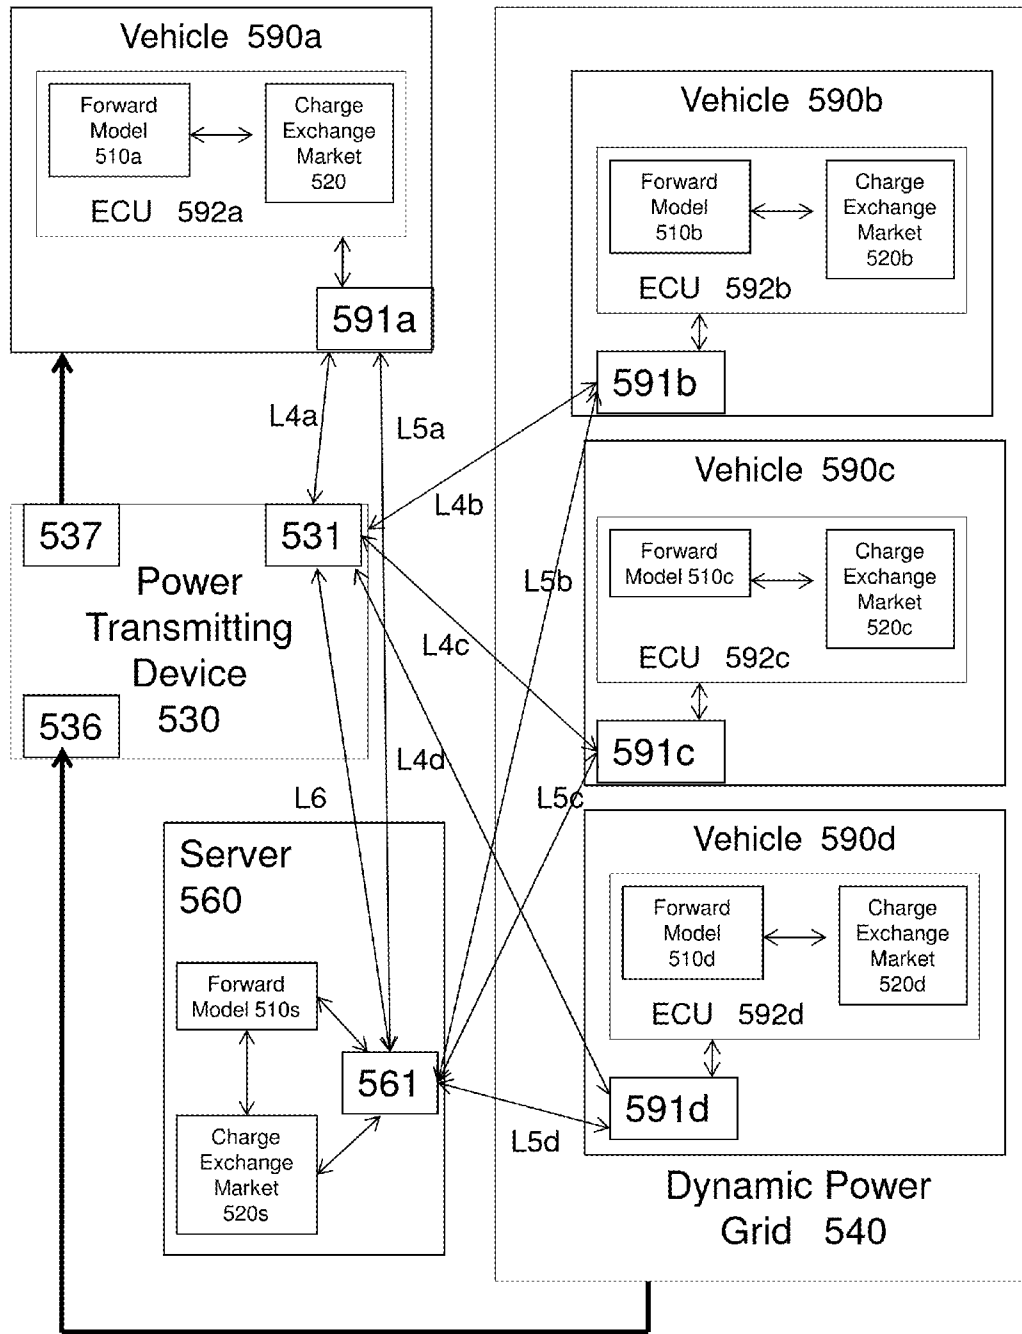 Vehicle 590a
Forward
Model
510a
Charge
Exchange
Market
520
ECU 592a
591a
Vehicle 590b
Forward
Model
510b
Charge
Exchange
Market
520b
ECU 592b
591b
L4a
L5a
L4b
537
531
Power
Transmitting
Device
530
536
Vehicle 590c
Forward
Model 510c
Charge
Exchange
Market
520c
ECU 592c
591c
L5b
L4c
L4d
L6
L5c
Server
560
Forward
Model 510s
561
Charge
Exchange
Market
520s
Vehicle 590d
Forward
Model
510d
Charge
Exchange
Market
520d
ECU 592d
591d
L5d
Dynamic Power
Grid 540